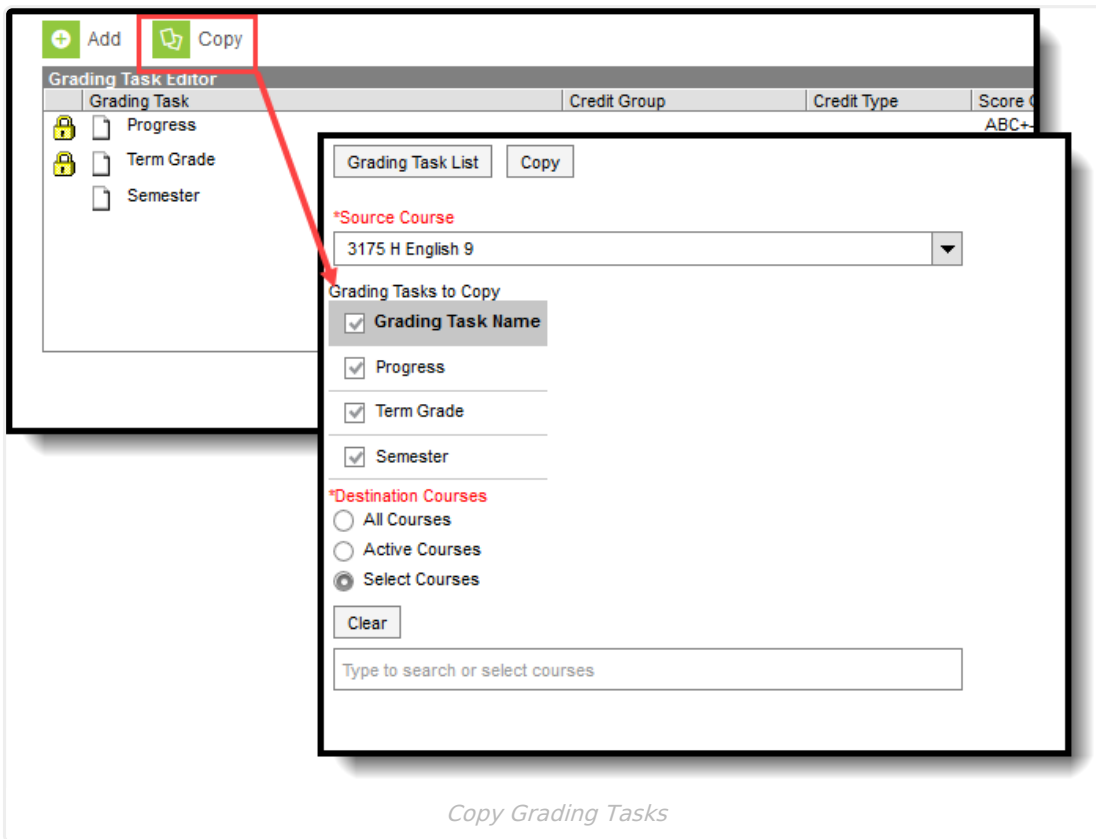 Add Copy
Grading Task Editor
Grading Task Credit Group Credit Type Score
Progress ABC+-
Term Grade
Semester
Grading Task List Copy
*Source Course
3175 H English 9
Grading Tasks to Copy
Grading Task Name
Progress
Term Grade
Semester
*Destination Courses
All Courses
Active Courses
Select Courses
Clear
Type to search or select courses
Copy Grading Tasks